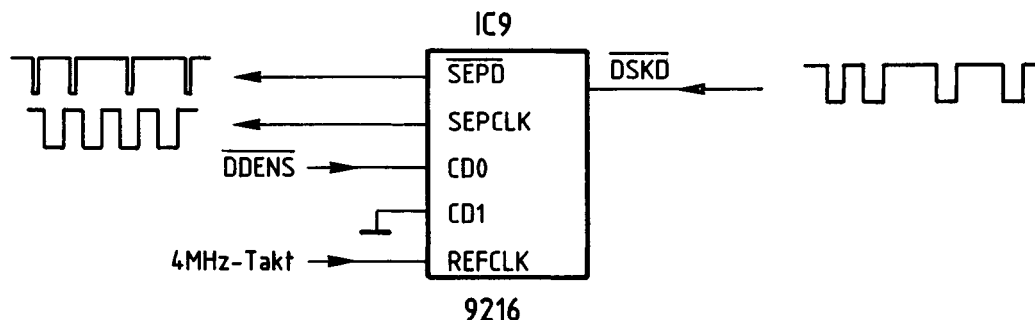 IC9
SEPD
DSKD
SEPCLK
DDENS
CD0
CD1
4MHz-Takt
REFCLK
9216